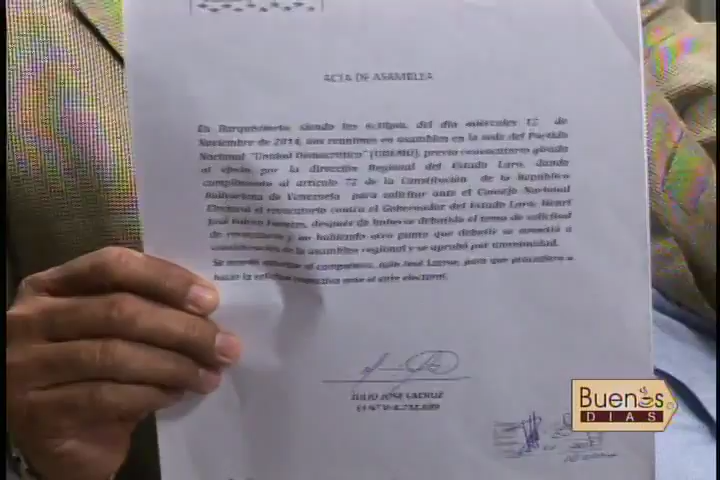 ACTA DE ASAMBLEA
En Barquisimeto siendo las del día miércoles 12 de
Noviembre de 2014, nos reunimos en asamblea en la sede del Partido
Nacional "Unidad Democrática" (UDEMO), previa convocatoria girada
al efecto por la dirección Regional del Estado Lara, dando
cumplimiento al artículo 72 de la Constitución de la República
Bolivariana de Venezuela para solicitar ante el Consejo Nacional
Electoral el revocatorio contra el Gobernador del Estado Lara, Henri
José Falcón Fuentes, después de haberse debatido el tema de solicitud
de revocatorio y no habiendo otro punto que debatir se sometió a
consideración de la asamblea regional y se aprobó por unanimidad.
Se acordó autorizar al compañero, Julio José Lacruz, para que procediera a
hacer la solicitud respectiva ante el ente electoral.
JULIO JOSÉ LACRUZ
Buenos
DÍAS